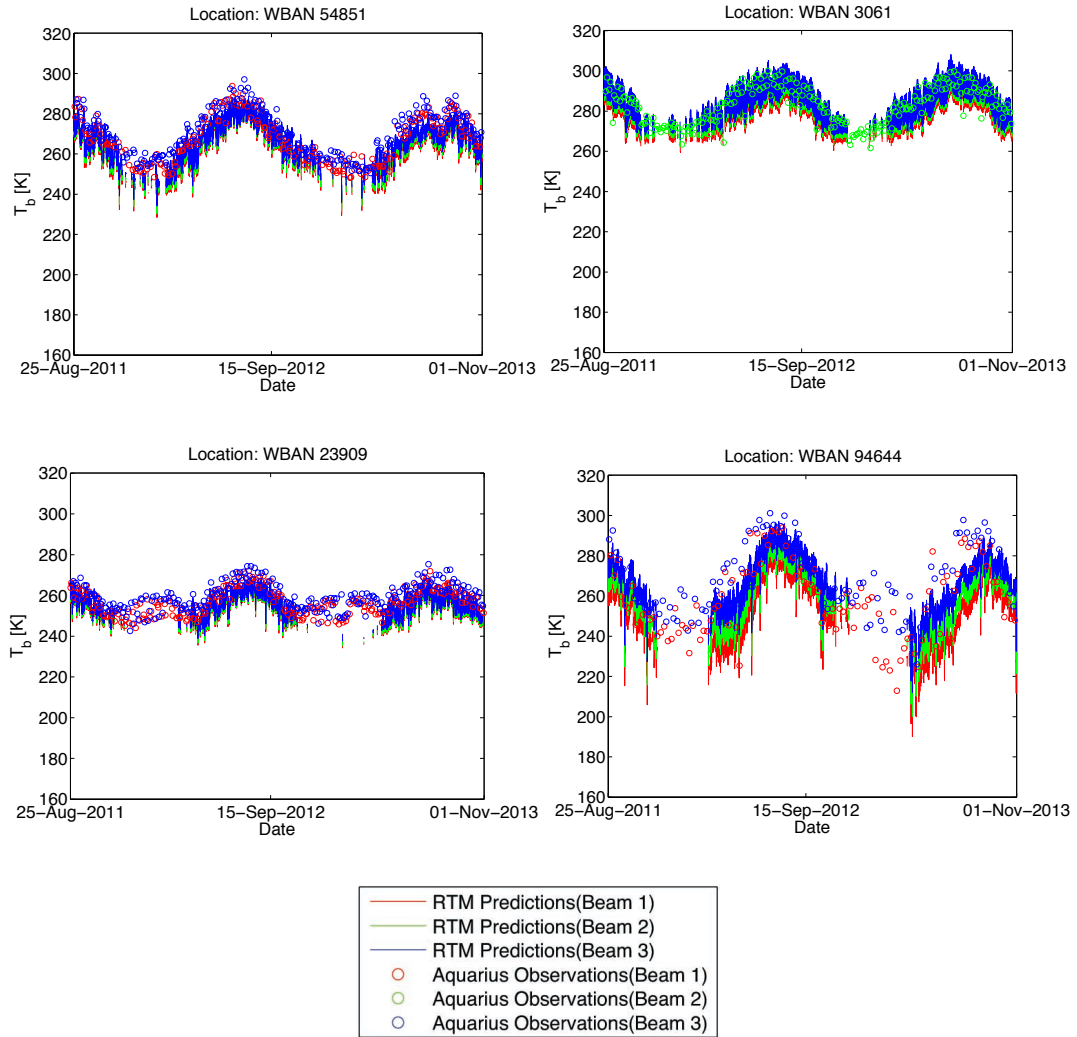 Location: WBAN 54851
320
300
280
260
240
220
200
180
160
T_b [K]
25-Aug-2011
15-Sep-2012
01-Nov-2013
Date
Location: WBAN 3061
320
300
280
260
240
220
200
180
160
T_b [K]
25-Aug-2011
15-Sep-2012
01-Nov-2013
Date
Location: WBAN 23909
320
300
280
260
240
220
200
180
160
T_b [K]
25-Aug-2011
15-Sep-2012
01-Nov-2013
Date
Location: WBAN 94644
320
300
280
260
240
220
200
180
160
T_b [K]
25-Aug-2011
15-Sep-2012
01-Nov-2013
Date
RTM Predictions(Beam 1)
RTM Predictions(Beam 2)
RTM Predictions(Beam 3)
Aquarius Observations(Beam 1)
Aquarius Observations(Beam 2)
Aquarius Observations(Beam 3)